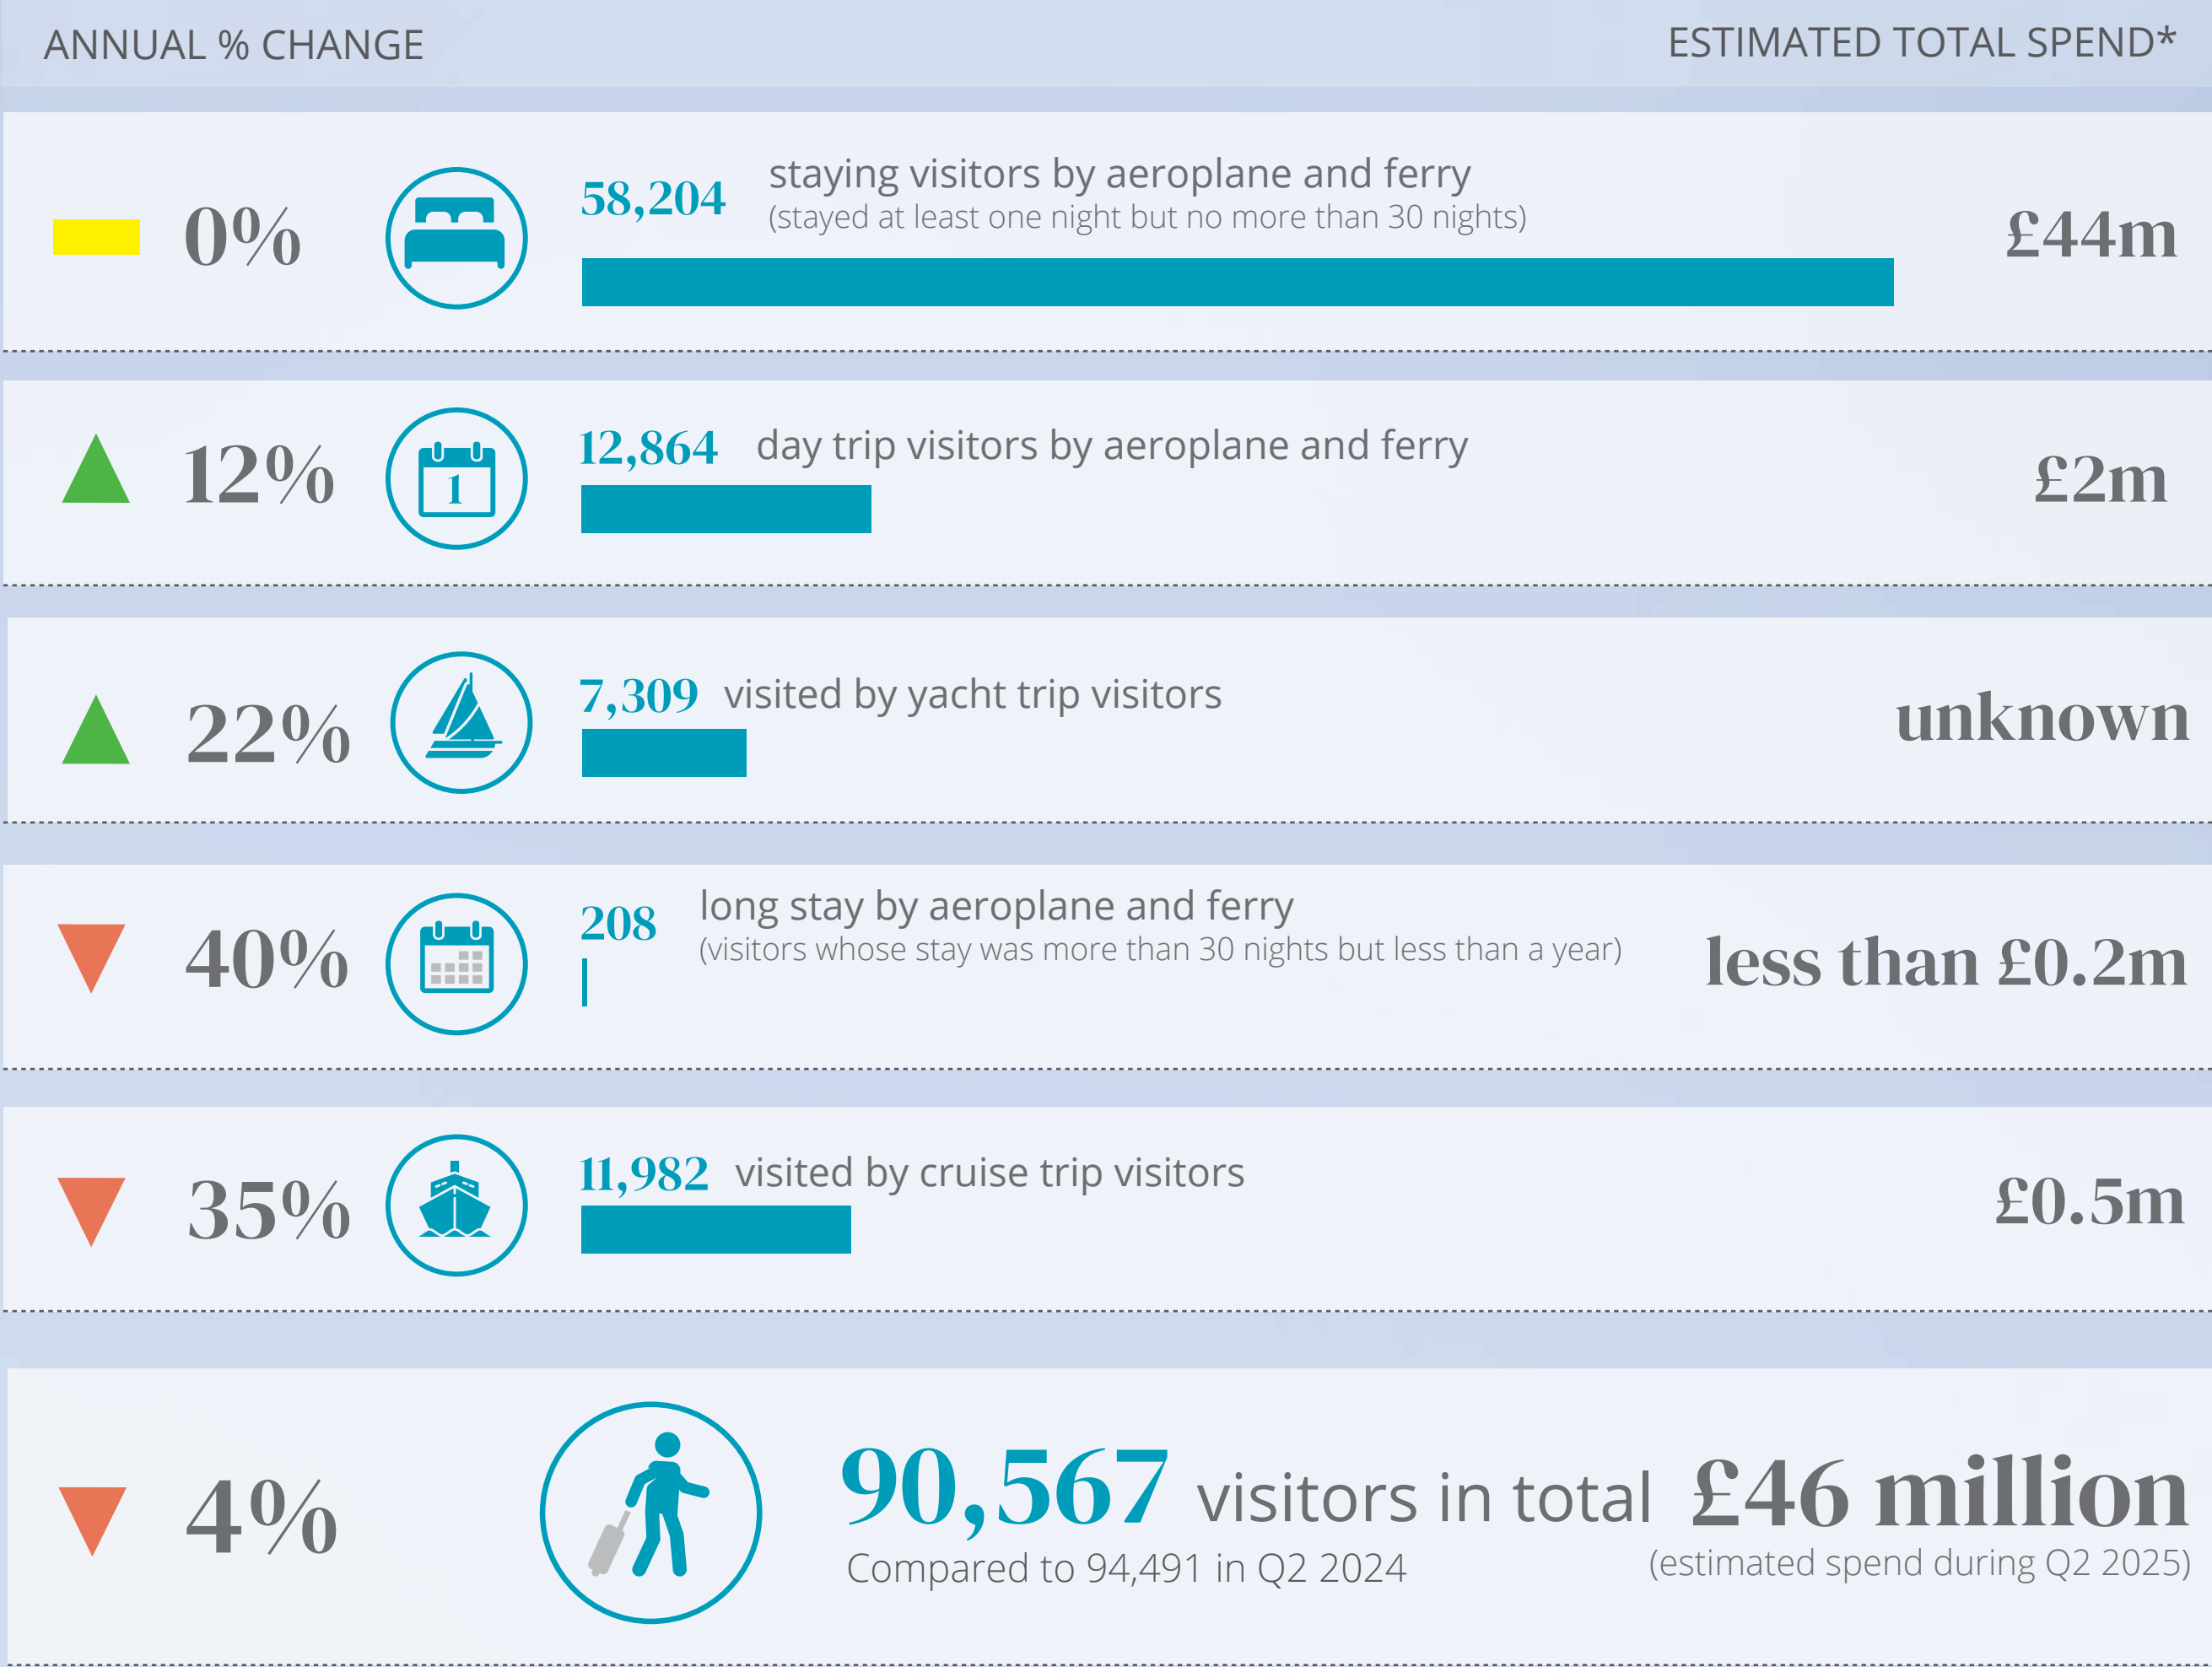 ANNUAL % CHANGE
ESTIMATED TOTAL SPEND*
0%
58,204
staying visitors by aeroplane and ferry
(stayed at least one night but no more than 30 nights)
£44m
12%
1
12,864 day trip visitors by aeroplane and ferry
£2m
22%
7,309 visited by yacht trip visitors
unknown
40%
208
long stay by aeroplane and ferry
(visitors whose stay was more than 30 nights but less than a year)
less than £0.2m
35%
11,982 visited by cruise trip visitors
£0.5m
4%
90,567 visitors in total
Compared to 94,491 in Q2 2024
£46 million
(estimated spend during Q2 2025)